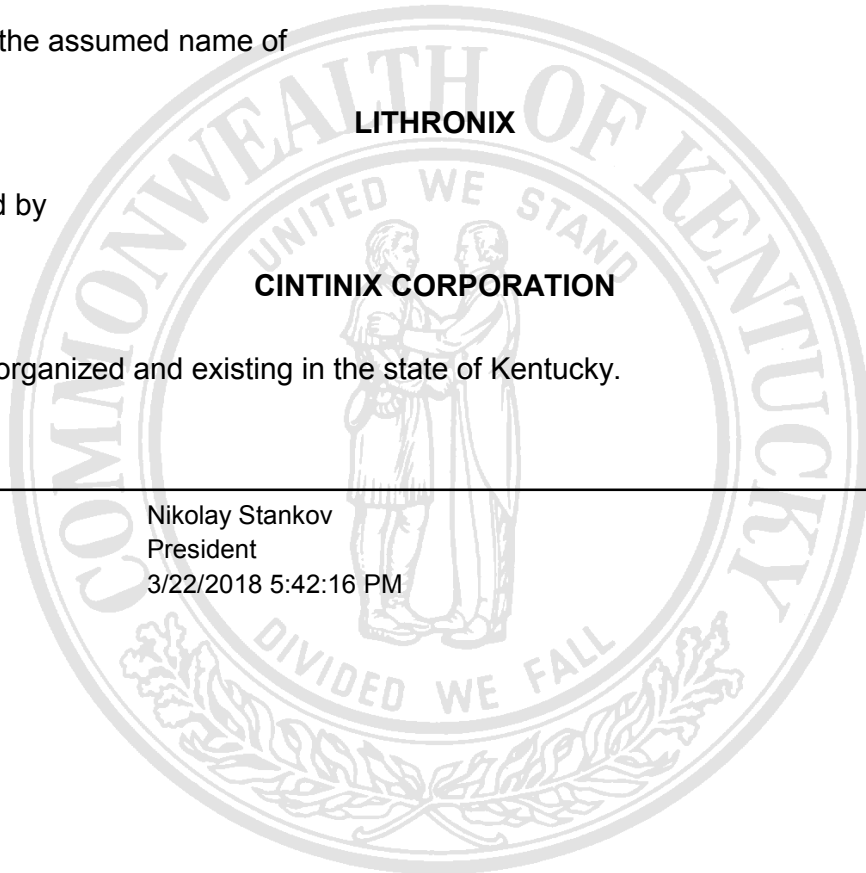 the assumed name of
LITHRONIX
d by
CINTINIX CORPORATION
organized and existing in the state of Kentucky.
Nikolay Stankov
President
3/22/2018 5:42:16 PM
COMMONWEALTH OF KENTUCKY
UNITED WE STAND
DIVIDED WE FALL